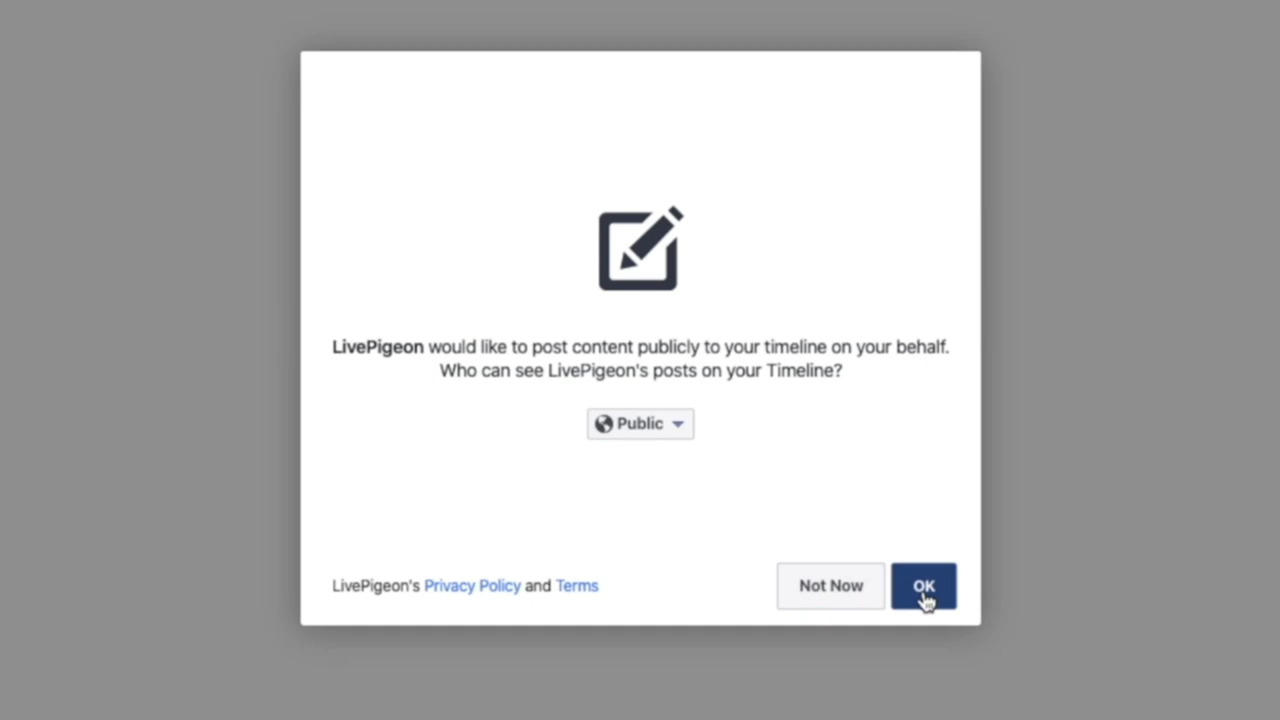 LivePigeon would like to post content publicly to your timeline on your behalf.
Who can see LivePigeon's posts on your Timeline?
Public
LivePigeon's Privacy Policy and Terms
Not Now
OK